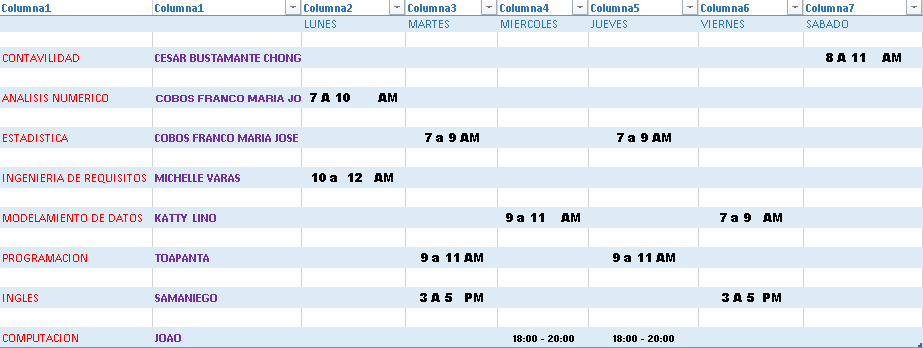 Columna1 Columna1 Columna2 Columna3 Columna4 Columna5 Columna6 Columna7
LUNES MARTES MIERCOLES JUEVES VIERNES SABADO
CONTAVILIDAD CESAR BUSTAMANTE CHONG 8 A 11 AM
ANALISIS NUMERICO COBOS FRANCO MARIA JO 7 A 10 AM
ESTADISTICA COBOS FRANCO MARIA JOSE 7 a 9 AM 7 a 9 AM
INGENIERIA DE REQUISITOS MICHELLE VARAS 10 a 12 AM
MODELAMIENTO DE DATOS KATTY LINO 9 a 11 AM 7 a 9 AM
PROGRAMACION TOAPANTA 9 a 11 AM 9 a 11 AM
INGLES SAMANIEGO 3 A 5 PM 3 A 5 PM
COMPUTACION JOAO 18:00 - 20:00 18:00 - 20:00